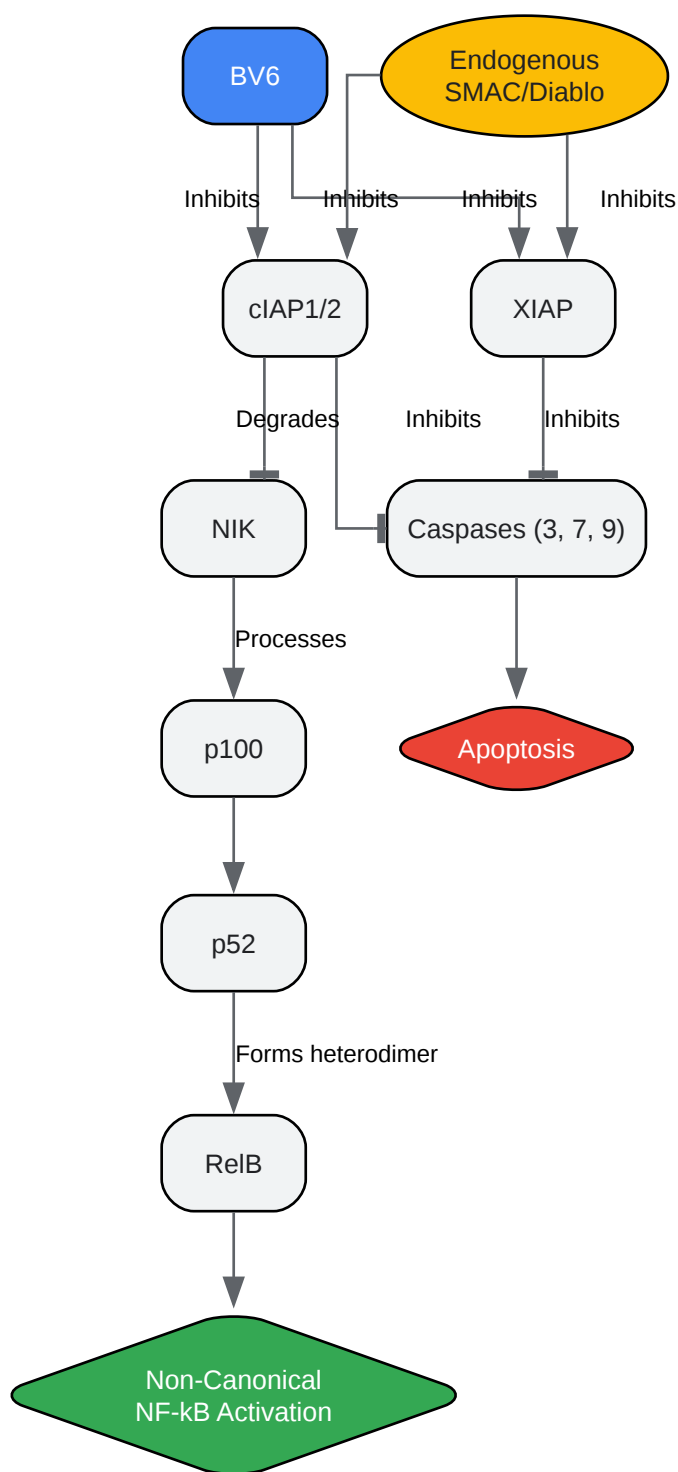 BV6
Endogenous
SMAC/Diablo
Inhibits
Inhibits
Inhibits
Inhibits
cIAP1/2
XIAP
Degrades
Inhibits
Inhibits
NIK
Caspases (3, 7, 9)
Processes
p100
Apoptosis
p52
Forms heterodimer
RelB
Non-Canonical
NF-kB Activation